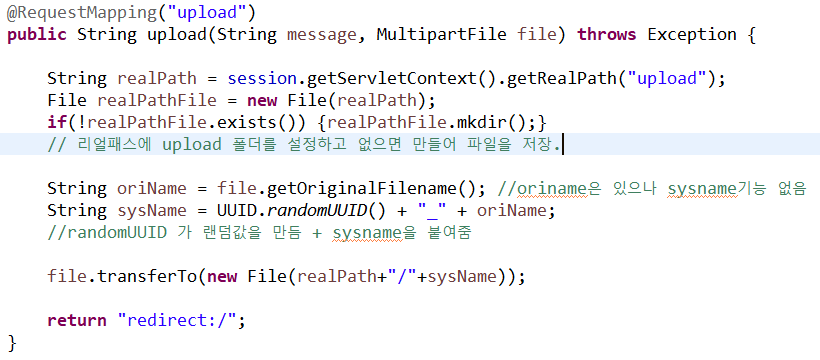 @RequestMapping("upload")
public String upload(String message, MultipartFile file) throws Exception {
String realPath = session.getServletContext().getRealPath("upload");
File realPathFile = new File(realPath);
if(!realPathFile.exists()) {realPathFile.mkdir();}
// 리얼패스에 upload 폴더를 설정하고 없으면 만들어 파일을 저장.
String oriName = file.getOriginalFilename(); //oriname은 있으나 sysname기능 없음
String sysName = UUID.randomUUID() + "_" + oriName;
//randomUUID 가 랜덤값을 만듬 + sysname을 붙여줌
file.transferTo(new File(realPath+"/"+sysName));
return "redirect:/";
}